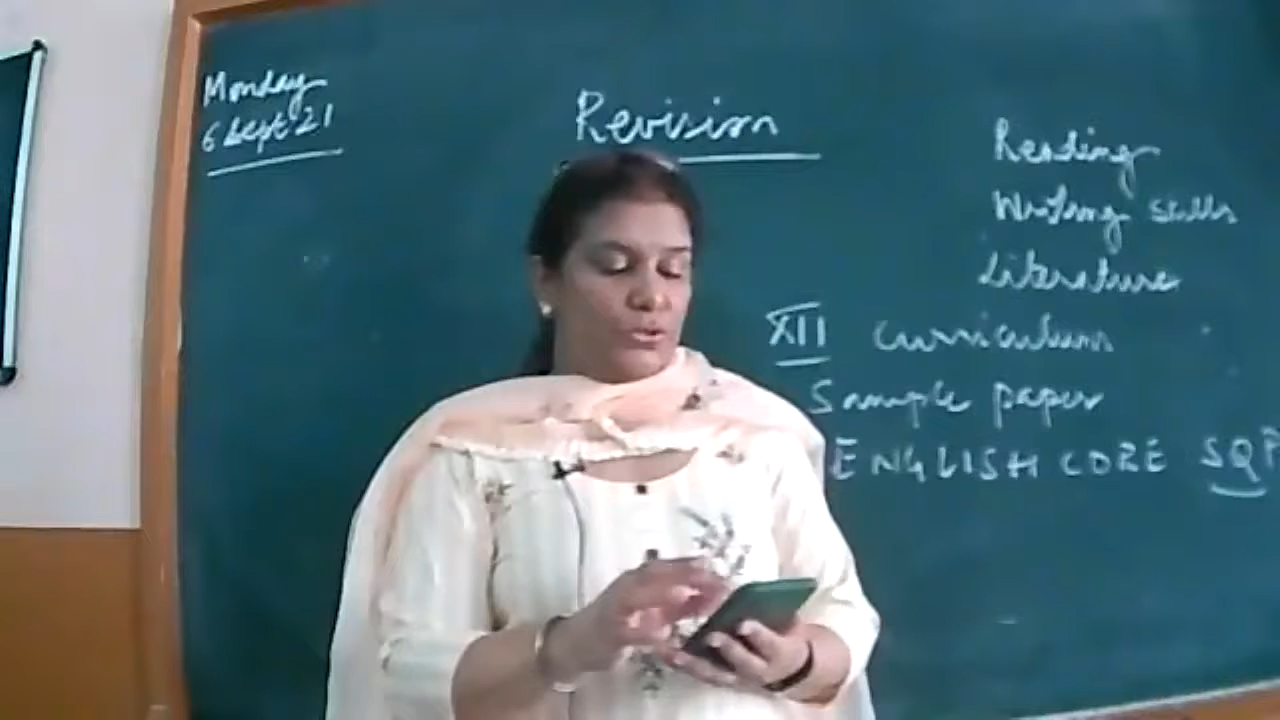 Monday
6 Sept 21
Revision
Reading
Writing skills
Literature
XII curriculum
Sample paper
ENGLISH CORE SQP